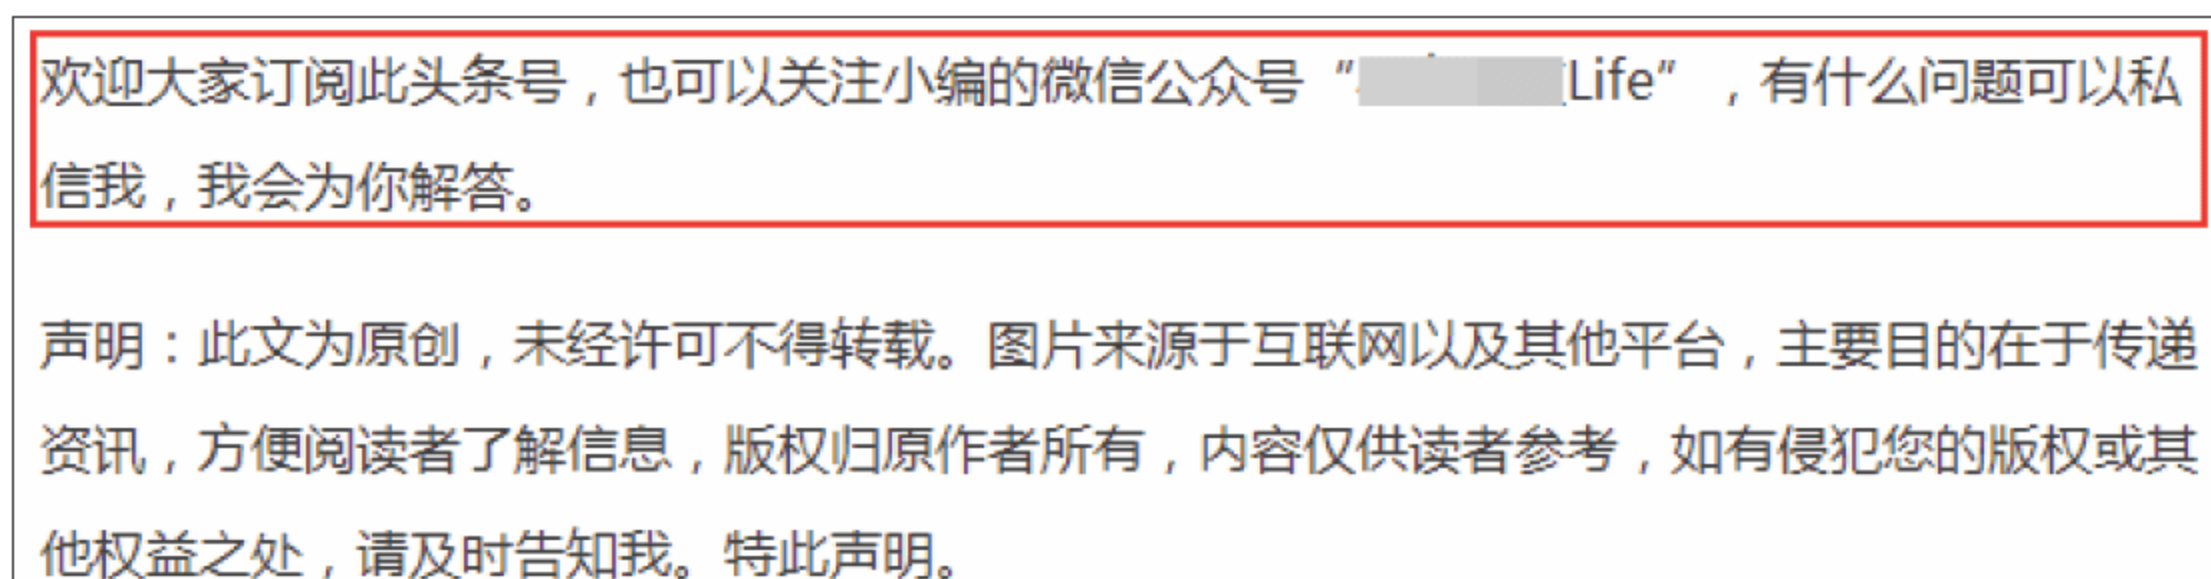 欢迎大家订阅此头条号，也可以关注小编的微信公众号“Life”，有什么问题可以私
信我，我会为你解答。
声明：此文为原创，未经许可不得转载。图片来源于互联网以及其他平台，主要目的在于传递
资讯，方便阅读者了解信息，版权归原作者所有，内容仅供读者参考，如有侵犯您的版权或其
他权益之处，请及时告知我。特此声明。